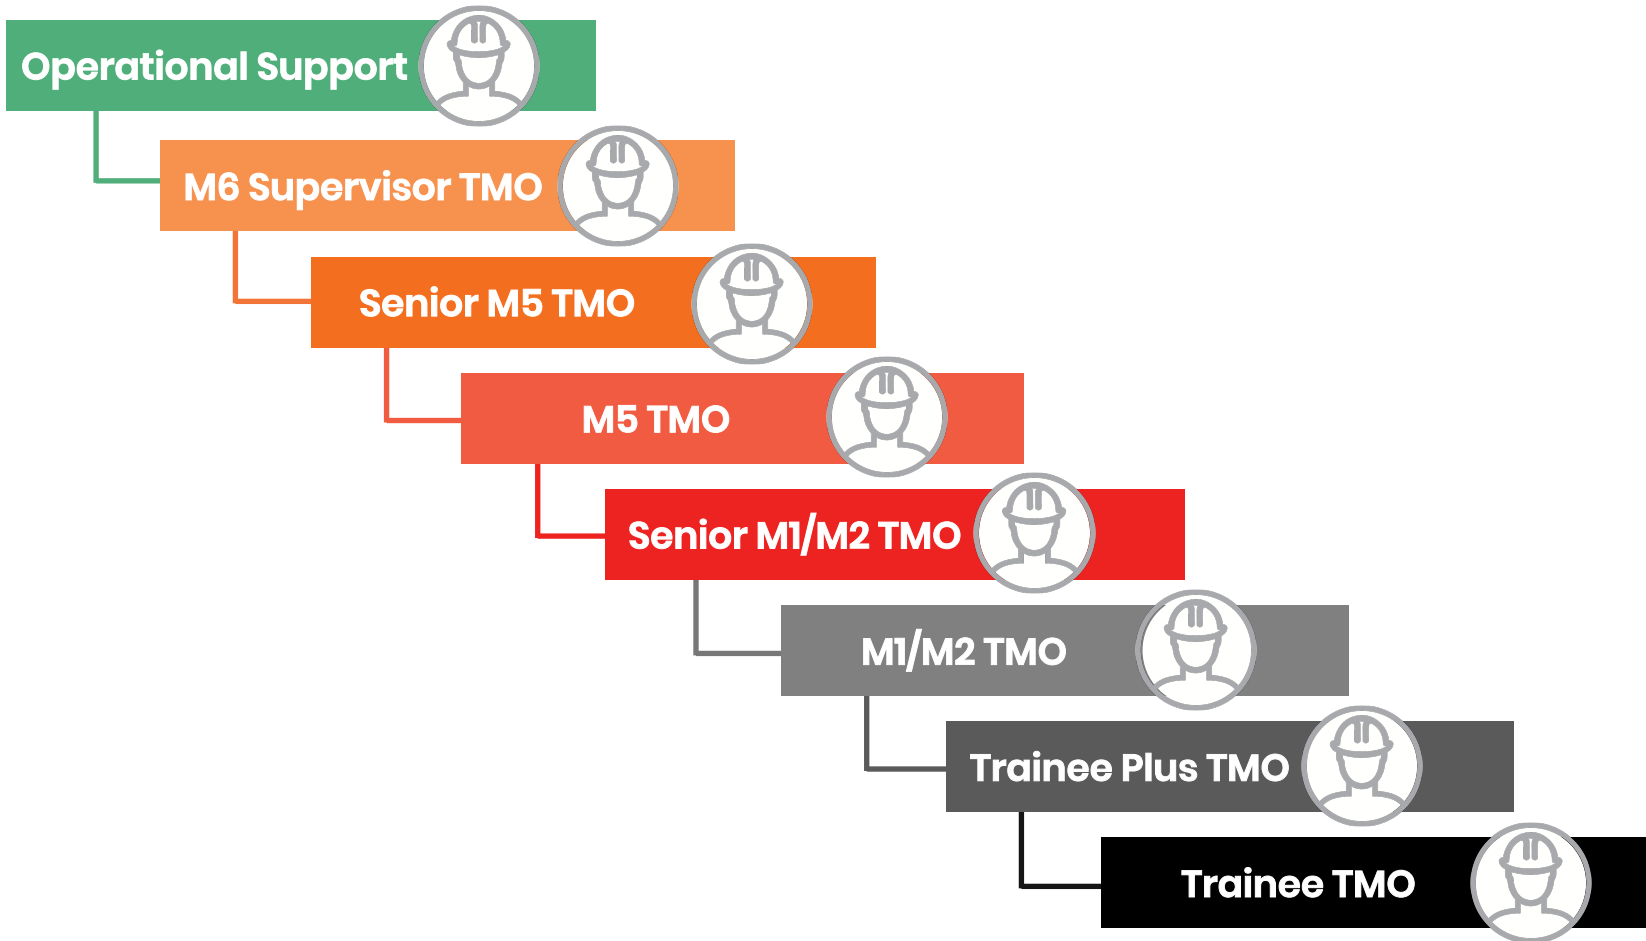 Operational Support
M6 Supervisor TMO
Senior M5 TMO
M5 TMO
Senior M1/M2 TMO
M1/M2 TMO
Trainee Plus TMO
Trainee TMO